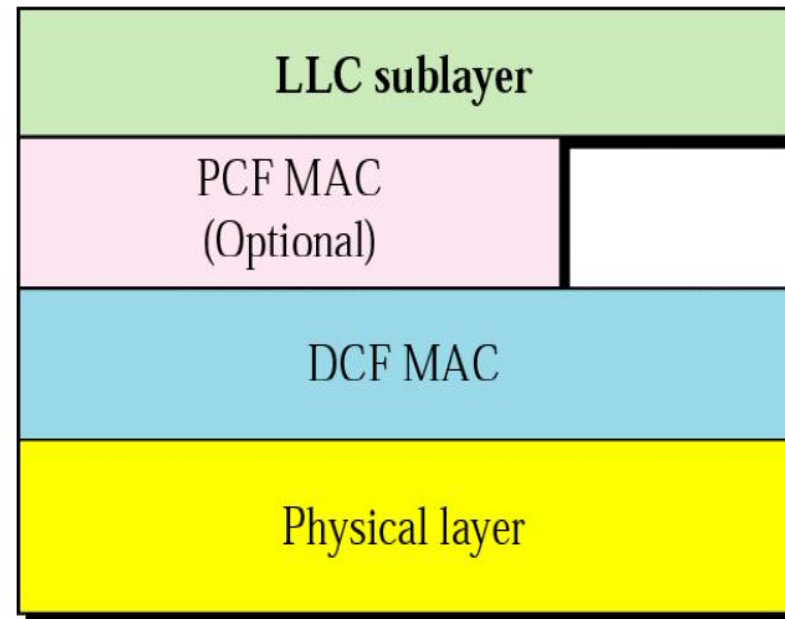 LLC sublayer
PCF MAC
(Optional)
DCF MAC
Physical layer